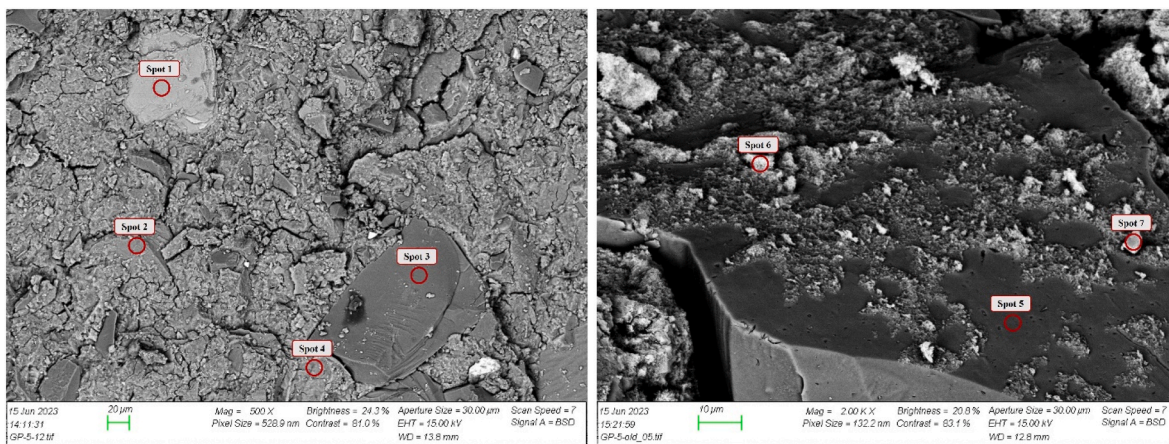 Spot 1
Spot 2
Spot 3
Spot 4
15 Jun 2023
14:11:31
GP-5-12.tif
20 µm
Mag = 500 X
Pixel Size = 528.9 nm
Brightness = 24.3 %
Contrast = 81.0 %
Aperture Size = 30.00 µm
EHT = 15.00 kV
WD = 13.8 mm
Scan Speed = 7
Signal A = BSD
Spot 6
Spot 7
Spot 5
15 Jun 2023
15:21:59
GP-5-old_05.tif
10 µm
Mag = 2.00 K X
Pixel Size = 132.2 nm
Brightness = 20.8 %
Contrast = 83.1 %
Aperture Size = 30.00 µm
EHT = 15.00 kV
WD = 12.8 mm
Scan Speed = 7
Signal A = BSD